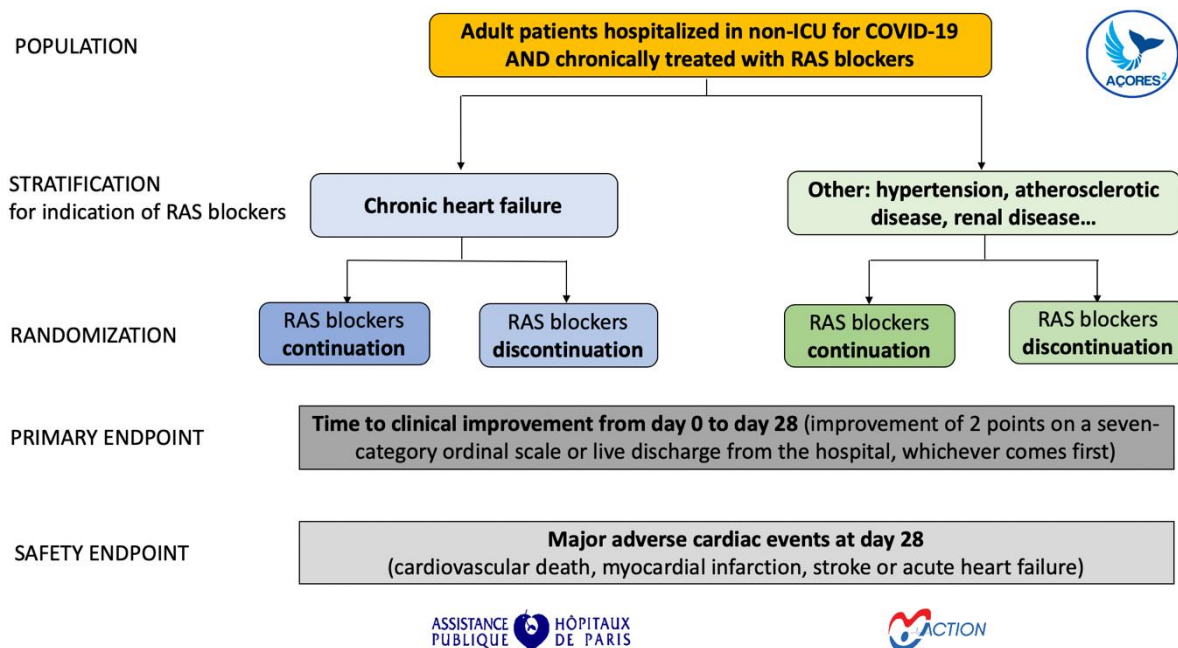 POPULATION
Adult patients hospitalized in non-ICU for COVID-19
AND chronically treated with RAS blockers
AÇORES²
STRATIFICATION
for indication of RAS blockers
Chronic heart failure
Other: hypertension, atherosclerotic
disease, renal disease...
RANDOMIZATION
RAS blockers
continuation
RAS blockers
discontinuation
RAS blockers
continuation
RAS blockers
discontinuation
PRIMARY ENDPOINT
Time to clinical improvement from day 0 to day 28 (improvement of 2 points on a seven-
category ordinal scale or live discharge from the hospital, whichever comes first)
SAFETY ENDPOINT
Major adverse cardiac events at day 28
(cardiovascular death, myocardial infarction, stroke or acute heart failure)
ASSISTANCE HÔPITAUX
PUBLIQUE DE PARIS
ACTION